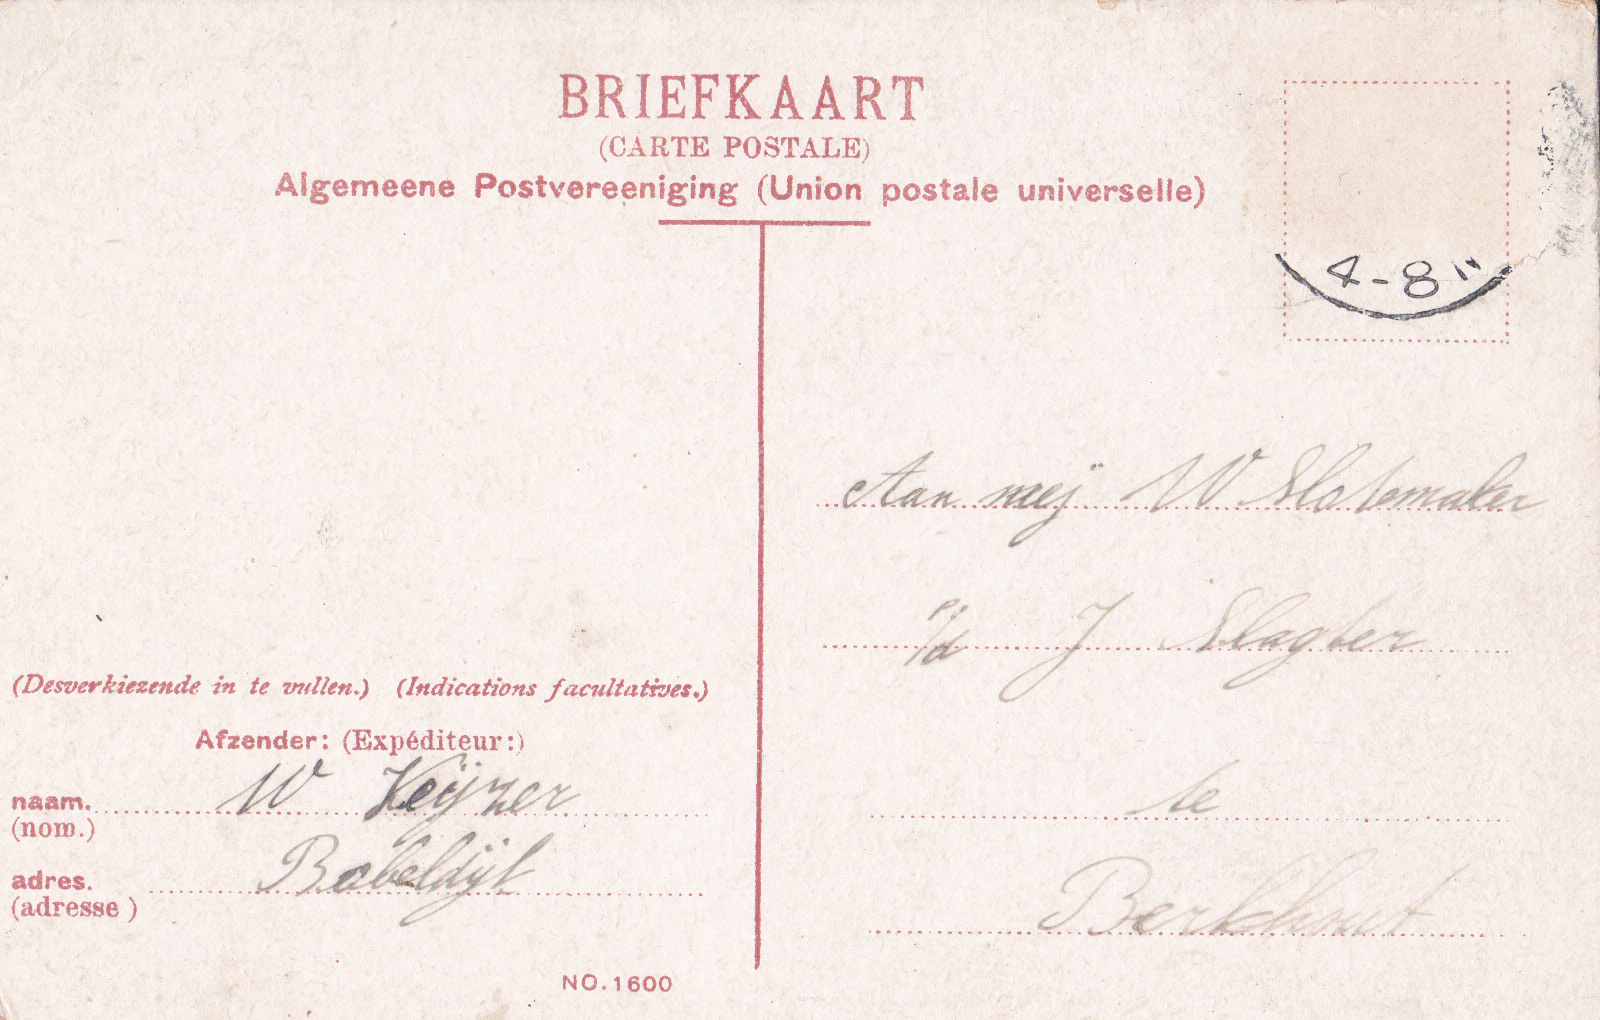 BRIEFKAART
(CARTE POSTALE)
Algemeene Postvereeniging (Union postale universelle)
4-8
Aan mej W Slotemaker
p/d J Slagter
te
Berkhout
(Desverkiezende in te vullen.) (Indications facultatives.)
Afzender: (Expéditeur:)
naam. W Keijzer
(nom.)
adres. Bobeldijk
(adresse)
NO.1600